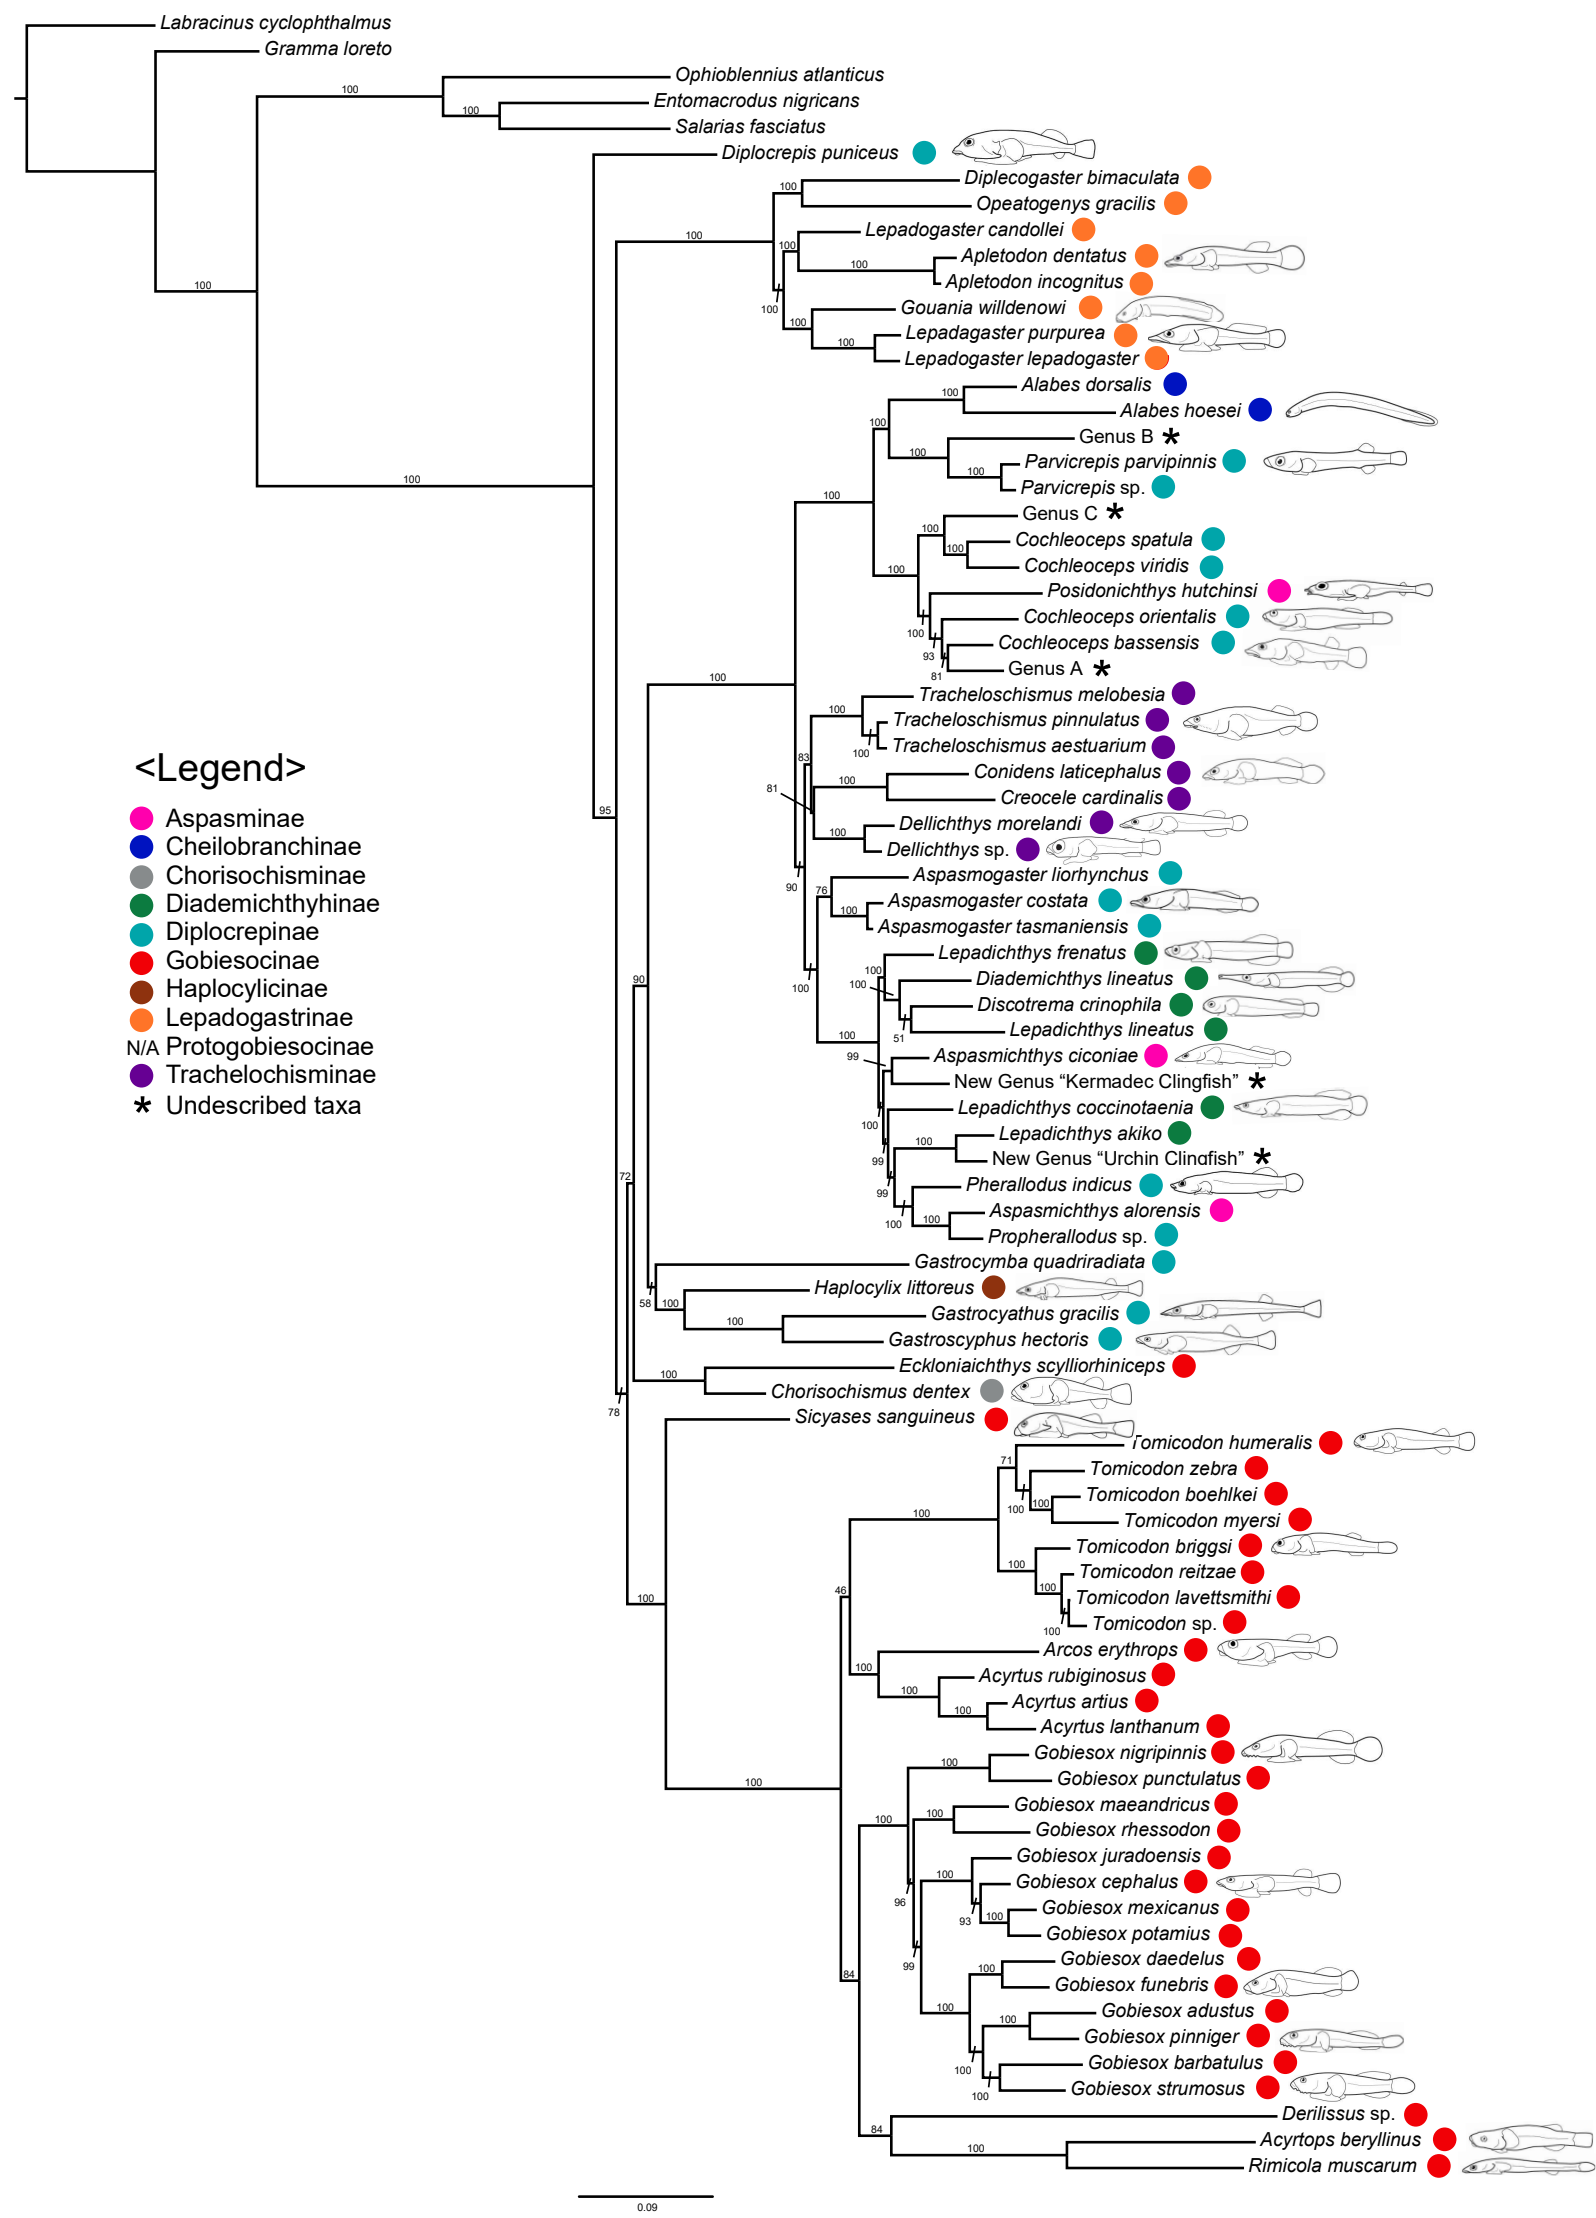 Labracinus cyclophthalmus
Gramma loreto
Ophioblennius atlanticus
100
Entomacrodus nigricans
100
Salarias fasciatus
Diplocrepis puniceus
Diplecogaster bimaculata
100
Opeatogenys gracilis
Lepadogaster candollei
100
100
Apletodon dentatus
100
Apletodon incognitus
100
100
Gouania willdenowi
100
Lepadagaster purpurea
100
Lepadogaster lepadogaster
Alabes dorsalis
100
Alabes hoesei
100
Genus B *
100
Parvicrepis parvipinnis
100
100
Parvicrepis sp.
100
Genus C *
100
Cochleoceps spatula
100
Cochleoceps viridis
100
Posidonichthys hutchinsi
Cochleoceps orientalis
100
Cochleoceps bassensis
93
Genus A *
81
100
Tracheloschismus melobesia
100
Tracheloschismus pinnulatus
Tracheloschismus aestuarium
100
83
Conidens laticephalus
100
81
Creocele cardinalis
Dellichthys morelandi
100
Dellichthys sp.
Aspasmogaster liorhynchus
90
76
Aspasmogaster costata
100
Aspasmogaster tasmaniensis
Lepadichthys frenatus
100
Diademichthys lineatus
100
100
Discotrema crinophila
Lepadichthys lineatus
51
100
Aspasmichthys ciconiae
99
New Genus “Kermadec Clingfish” *
Lepadichthys coccinotaenia
100
Lepadichthys akiko
100
New Genus “Urchin Clingfish” *
99
Pherallodus indicus
99
Aspasmichthys alorensis
100
100
Propherallodus sp.
90
95
72
Gastrocymba quadriradiata
Haplocylix littoreus
58
100
Gastrocyathus gracilis
100
Gastroscyphus hectoris
Eckloniaichthys scylliorhiniceps
100
Chorisochismus dentex
78
Sicyases sanguineus
<Legend>
Aspasminae
Cheilobranchinae
Chorisochisminae
Diademichthyhinae
Diplocrepinae
Gobiesocinae
Haplocylicinae
Lepadogastrinae
N/A Protogobiesocinae
Trachelochisminae
* Undescribed taxa
Tomicodon humeralis
71
Tomicodon zebra
Tomicodon boehlkei
100
100
Tomicodon myersi
100
Tomicodon briggsi
100
Tomicodon reitzae
100
Tomicodon lavettsmithi
Tomicodon sp.
100
46
100
Arcos erythrops
100
Acyrtus rubiginosus
100
Acyrtus artius
100
Acyrtus lanthanum
Gobiesox nigripinnis
100
Gobiesox punctulatus
100
Gobiesox maeandricus
100
100
Gobiesox rhessodon
Gobiesox juradoensis
100
Gobiesox cephalus
96
Gobiesox mexicanus
93
100
Gobiesox potamius
Gobiesox daedelus
99
100
Gobiesox funebris
84
100
Gobiesox adustus
100
Gobiesox pinniger
Gobiesox barbatulus
100
Gobiesox strumosus
100
Derilissus sp.
84
Acyrtops beryllinus
100
Rimicola muscarum
0.09